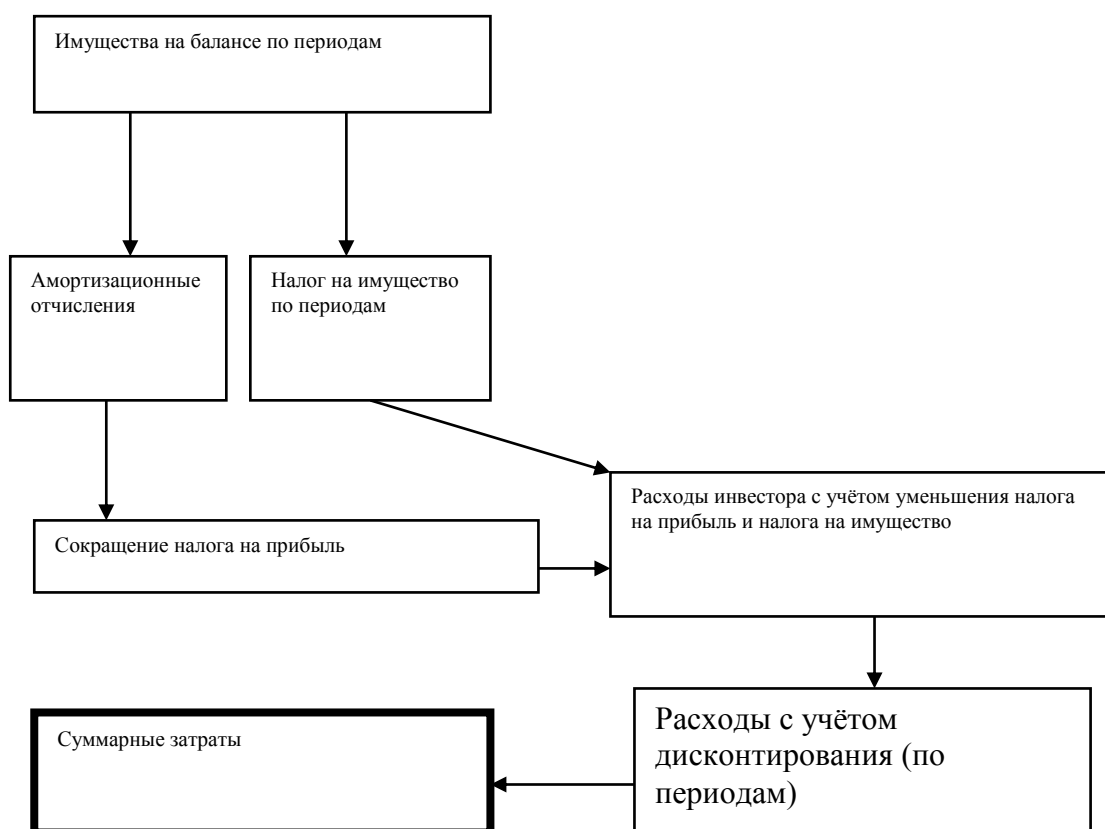 Имущества на балансе по периодам
Амортизационные
отчисления
Налог на имущество
по периодам
Расходы инвестора с учётом уменьшения налога
на прибыль и налога на имущество
Сокращение налога на прибыль
Расходы с учётом
дисконтирования (по
периодам)
Суммарные затраты